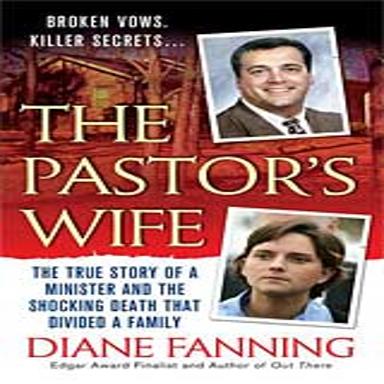 BROKEN VOWS.
KILLER SECRETS...
THE
PASTOR'S
WIFE
THE TRUE STORY OF A
MINISTER AND THE
SHOCKING DEATH THAT
DIVIDED A FAMILY
DIANE FANNING
Edgar Award Finalist and Author of Out There